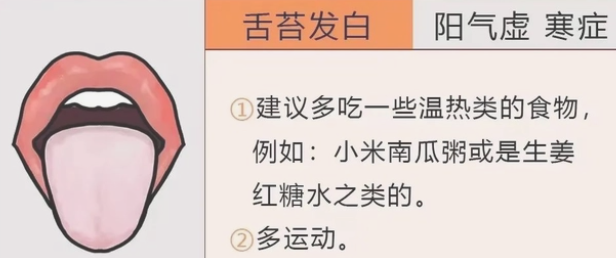 舌苔发白 阳气虚 寒症
①建议多吃一些温热类的食物，
例如：小米南瓜粥或是生姜
红糖水之类的。
②多运动。